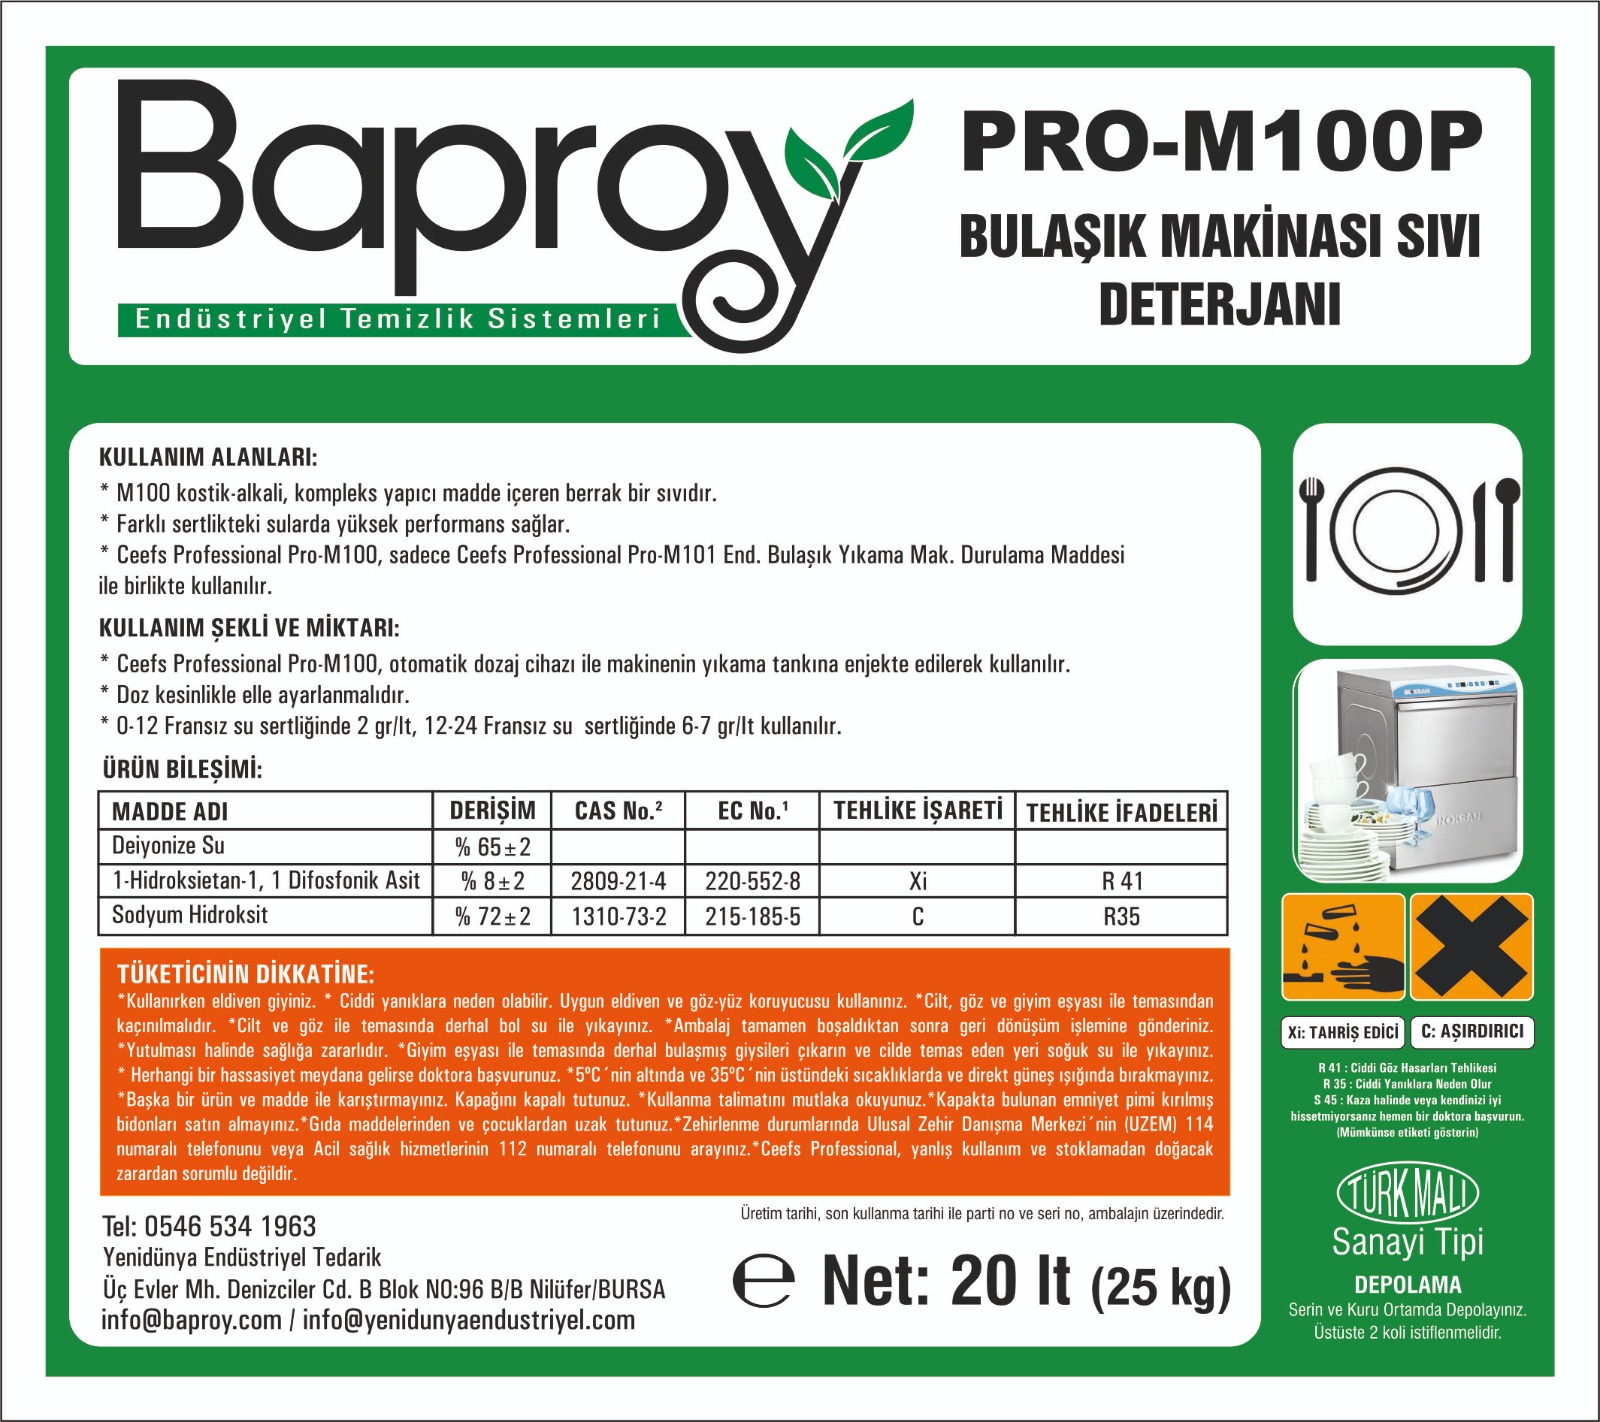 Baproy
Endüstriyel Temizlik Sistemleri
PRO-M100P
BULAŞIK MAKİNASI SIVI
DETERJANI
KULLANIM ALANLARI:
* M100 kostik-alkali, kompleks yapıcı madde içeren berrak bir sıvıdır.
* Farklı sertlikteki sularda yüksek performans sağlar.
* Ceefs Professional Pro-M100, sadece Ceefs Professional Pro-M101 End. Bulaşık Yıkama Mak. Durulama Maddesi
ile birlikte kullanılır.
KULLANIM ŞEKLİ VE MİKTARI:
* Ceefs Professional Pro-M100, otomatik dozaj cihazı ile makinenin yıkama tankına enjekte edilerek kullanılır.
* Doz kesinlikle elle ayarlanmalıdır.
* 0-12 Fransız su sertliğinde 2 gr/lt, 12-24 Fransız su sertliğinde 6-7 gr/lt kullanılır.
ÜRÜN BİLEŞİMİ:
MADDE ADI DERİŞİM CAS No.² EC No.¹ TEHLİKE İŞARETİ TEHLİKE İFADELERİ
Deiyonize Su % 65±2
1-Hidroksietan-1, 1 Difosfonik Asit % 8±2 2809-21-4 220-552-8 Xi R 41
Sodyum Hidroksit % 72±2 1310-73-2 215-185-5 C R35
TÜKETİCİNİN DİKKATİNE:
*Kullanırken eldiven giyiniz. * Ciddi yanıklara neden olabilir. Uygun eldiven ve göz-yüz koruyucusu kullanınız. *Cilt, göz ve giyim eşyası ile temasından
kaçınılmalıdır. *Cilt ve göz ile temasında derhal bol su ile yıkayınız. *Ambalaj tamamen boşaldıktan sonra geri dönüşüm işlemine gönderiniz.
*Yutulması halinde sağlığa zararlıdır. *Giyim eşyası ile temasında derhal bulaşmış giysileri çıkarın ve cilde temas eden yeri soğuk su ile yıkayınız.
* Herhangi bir hassasiyet meydana gelirse doktora başvurunuz. *5ºC´nin altında ve 35ºC´nin üstündeki sıcaklıklarda ve direkt güneş ışığında bırakmayınız.
*Başka bir ürün ve madde ile karıştırmayınız. Kapağını kapalı tutunuz. *Kullanma talimatını mutlaka okuyunuz.*Kapakta bulunan emniyet pimi kırılmış
bidonları satın almayınız.*Gıda maddelerinden ve çocuklardan uzak tutunuz.*Zehirlenme durumlarında Ulusal Zehir Danışma Merkezi´nin (UZEM) 114
numaralı telefonunu veya Acil sağlık hizmetlerinin 112 numaralı telefonunu arayınız.*Ceefs Professional, yanlış kullanım ve stoklamadan doğacak
zarardan sorumlu değildir.
Üretim tarihi, son kullanma tarihi ile parti no ve seri no, ambalajın üzerindedir.
Tel: 0546 534 1963
Yenidünya Endüstriyel Tedarik
Üç Evler Mh. Denizciler Cd. B Blok NO:96 B/B Nilüfer/BURSA
info@baproy.com / info@yenidunyaendustriyel.com
℮ Net: 20 lt (25 kg)
INOKSAN
INOKSAN
Xi: TAHRİŞ EDİCİ
C: AŞIRDIRICI
R 41 : Ciddi Göz Hasarları Tehlikesi
R 35 : Ciddi Yanıklara Neden Olur
S 45 : Kaza halinde veya kendinizi iyi
hissetmiyorsanız hemen bir doktora başvurun.
(Mümkünse etiketi gösterin)
TÜRK MALI
Sanayi Tipi
DEPOLAMA
Serin ve Kuru Ortamda Depolayınız.
Üstüste 2 koli istiflenmelidir.